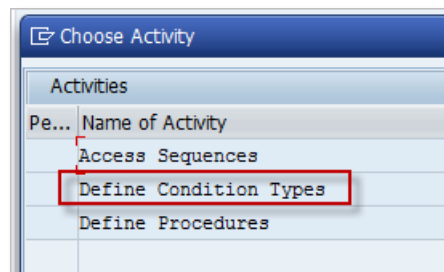 Choose Activity
Activities
Pe... Name of Activity
Access Sequences
Define Condition Types
Define Procedures